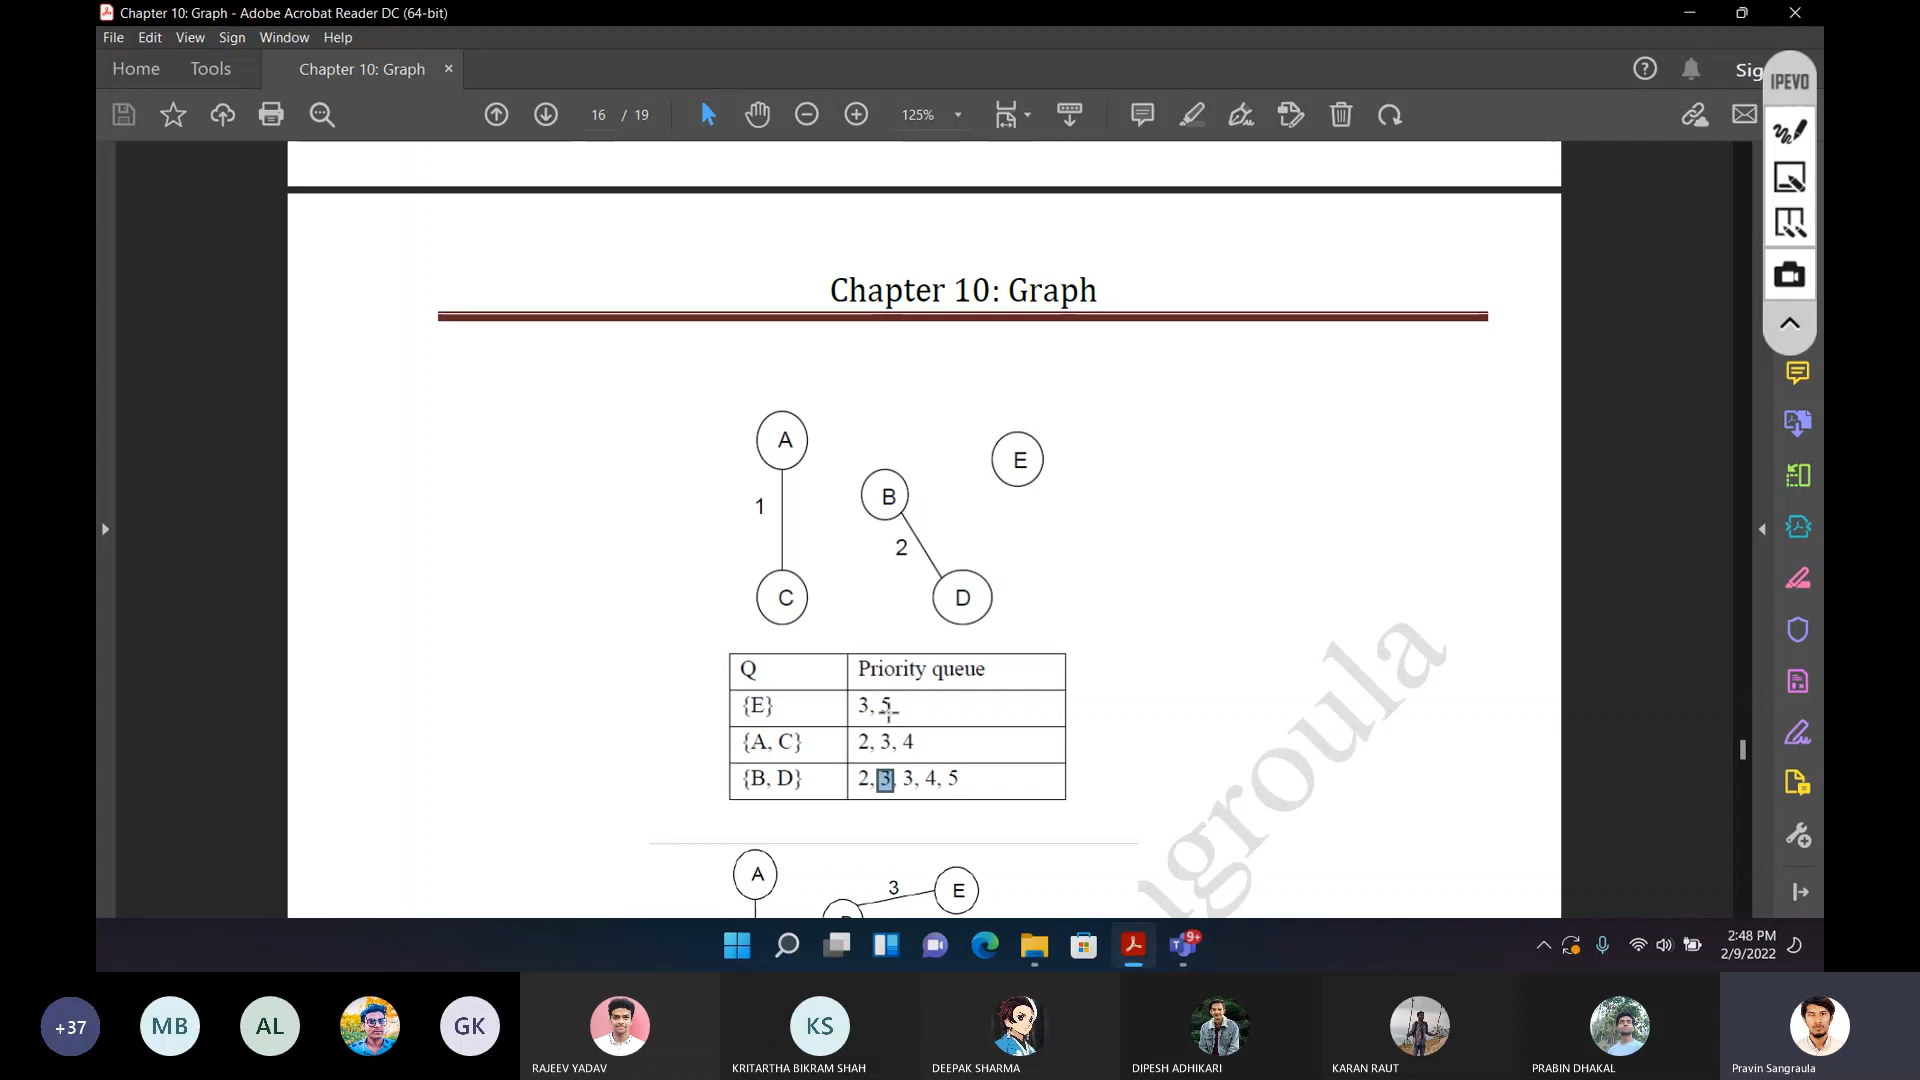 Chapter 10: Graph - Adobe Acrobat Reader DC (64-bit)
File Edit View Sign Window Help
Home Tools Chapter 10: Graph ×
Sig
IPEVO
16 / 19
125%
Chapter 10: Graph
A
E
B
1
2
C
D
Q Priority queue
{E} 3, 5
{A, C} 2, 3, 4
{B, D} 2, 3, 3, 4, 5
A
3
E
lgroula
9+
2:48 PM
2/9/2022
+37
MB
AL
GK
KS
RAJEEV YADAV
KRITARTHA BIKRAM SHAH
DEEPAK SHARMA
DIPESH ADHIKARI
KARAN RAUT
PRABIN DHAKAL
Pravin Sangraula